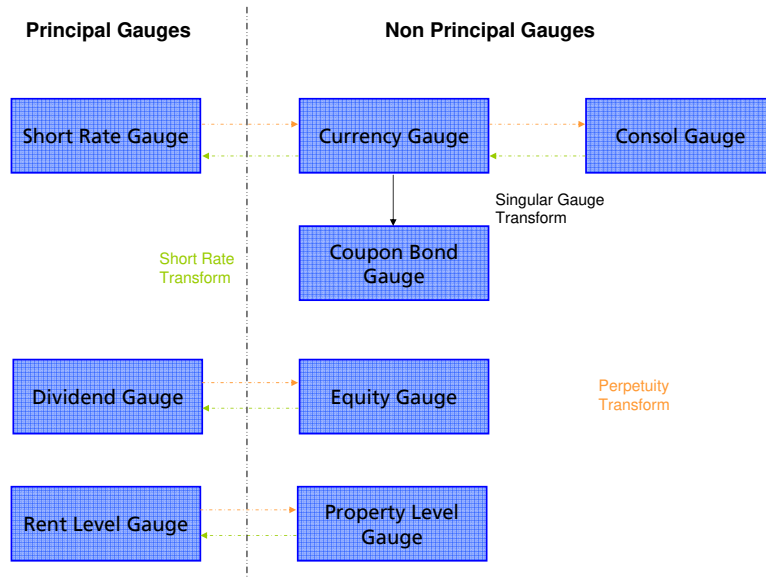 Principal Gauges
Non Principal Gauges
Short Rate Gauge
Currency Gauge
Consol Gauge
Singular Gauge
Transform
Coupon Bond
Gauge
Short Rate
Transform
Dividend Gauge
Equity Gauge
Perpetuity
Transform
Rent Level Gauge
Property Level
Gauge